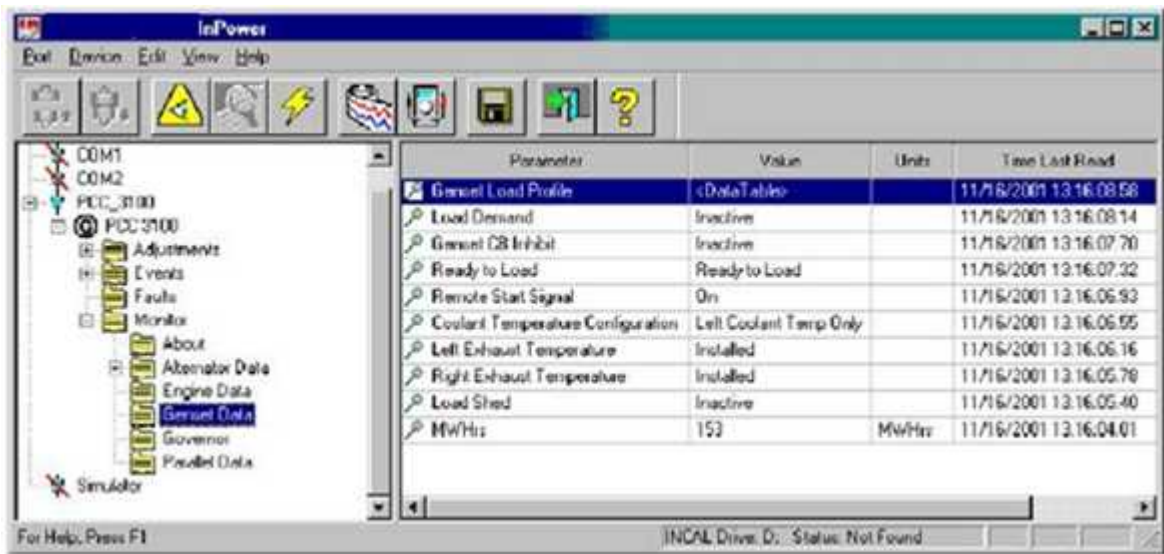 InPower
Port Device Edit View Help
COM1
COM2
PCC_3100
PCC 3100
Adjustments
Events
Faults
Monitor
About
Alternator Data
Engine Data
Genset Data
Governor
Parallel Data
Simulator
Parameter Value Units Time Last Read
Genset Load Profile <DataTable> 11/16/2001 13:16:08.58
Load Demand Inactive 11/16/2001 13:16:08.14
Genset CB Inhibit Inactive 11/16/2001 13:16:07.70
Ready to Load Ready to Load 11/16/2001 13:16:07.32
Remote Start Signal On 11/16/2001 13:16:06.93
Coolant Temperature Configuration Left Coolant Temp Only 11/16/2001 13:16:06.55
Left Exhaust Temperature Installed 11/16/2001 13:16:06.16
Right Exhaust Temperature Installed 11/16/2001 13:16:05.78
Load Shed Inactive 11/16/2001 13:16:05.40
MWHrs 153 MWHrs 11/16/2001 13:16:04.01
For Help, Press F1
INCAL Drive: D: Status: Not Found